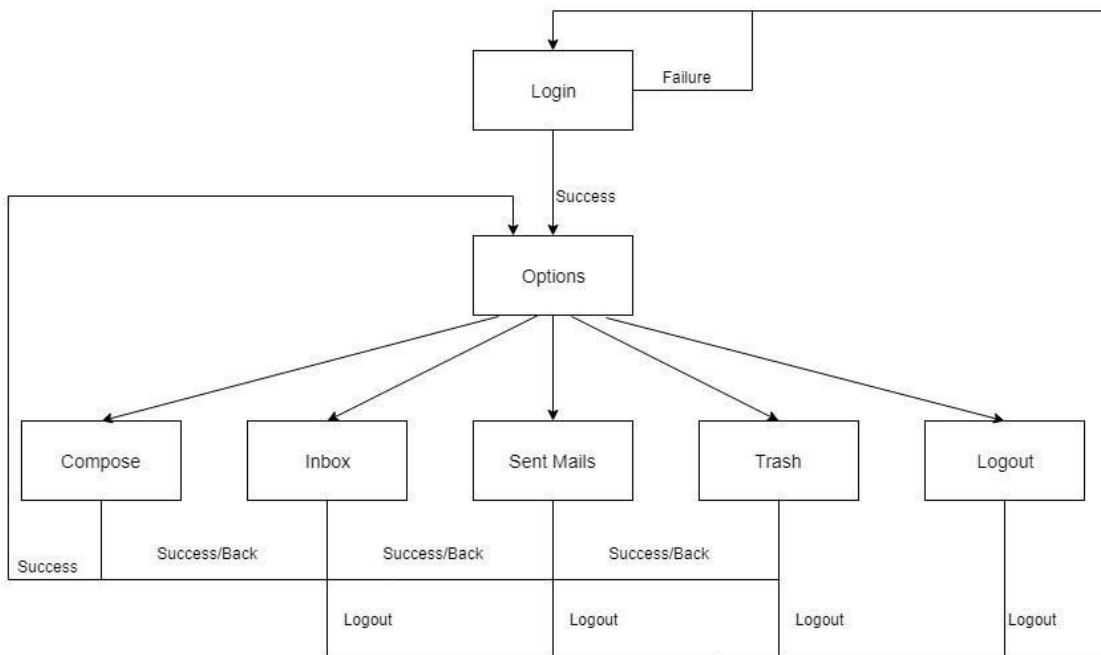 Login
Failure
Success
Options
Compose
Inbox
Sent Mails
Trash
Logout
Success/Back
Success/Back
Success/Back
Success
Logout
Logout
Logout
Logout